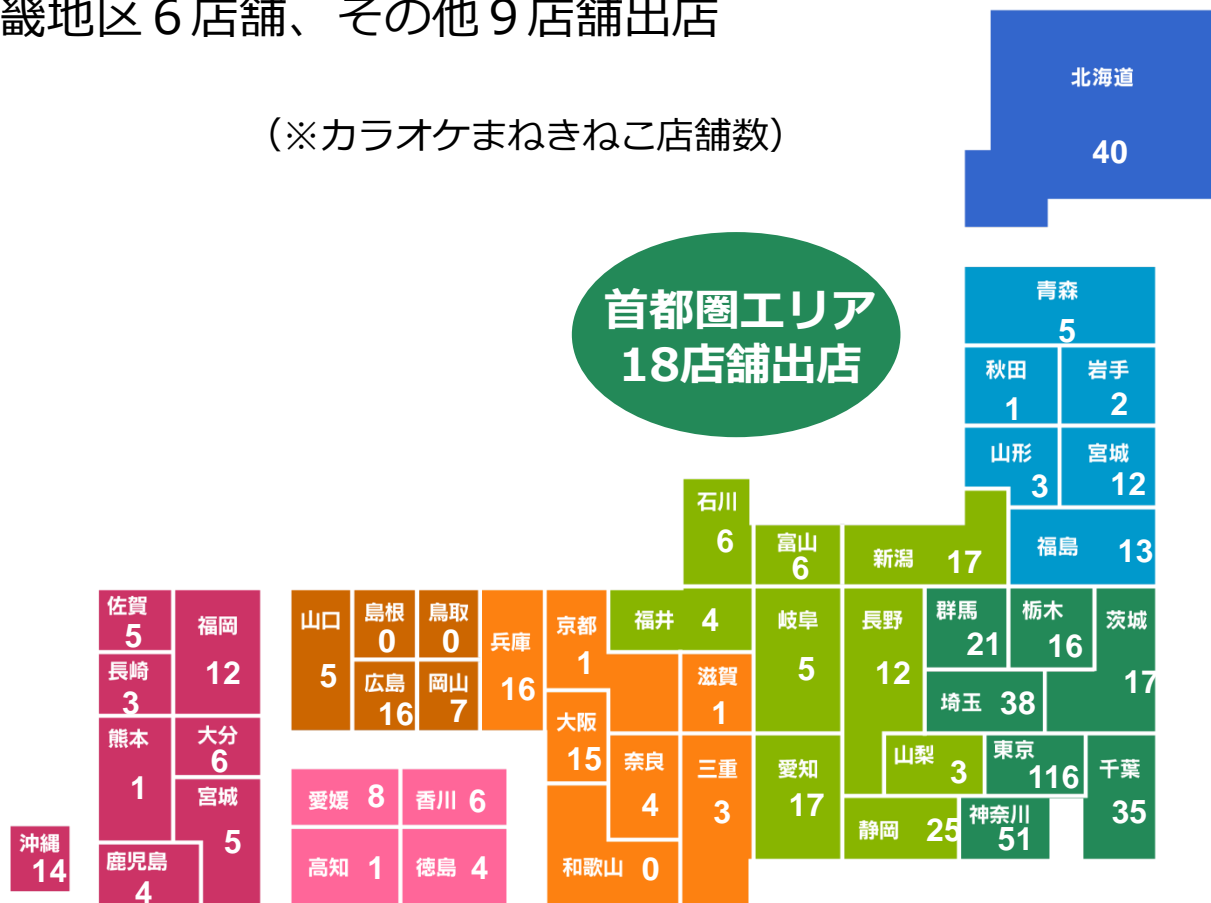 畿地区６店舗、その他９店舗出店
（※カラオケまねきねこ店舗数）
北海道
40
首都圏エリア
18店舗出店
青森
5
秋田
1
岩手
2
山形
3
宮城
12
石川
6
富山
6
新潟 17
福島 13
佐賀
5
福岡
12
山口
5
島根
0
鳥取
0
兵庫
16
京都
1
福井 4
岐阜
5
長野
12
群馬
21
栃木
16
茨城
17
長崎
3
広島
16
岡山
7
滋賀
1
埼玉 38
熊本
1
大分
6
大阪
15
奈良
4
三重
3
愛知
17
山梨
3
東京
116
千葉
35
宮城
5
愛媛 8
香川 6
静岡 25
神奈川
51
沖縄
14
鹿児島
4
高知 1
徳島 4
和歌山 0